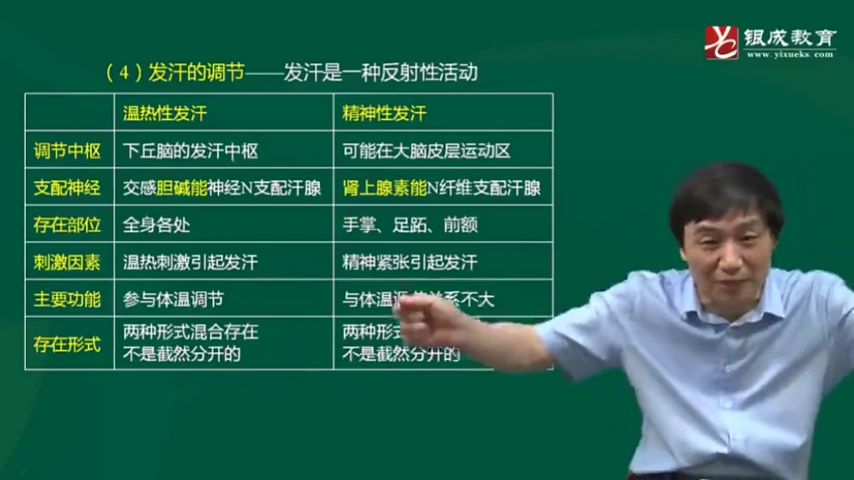 银成教育
www.yixueks.com
（4）发汗的调节——发汗是一种反射性活动
温热性发汗 精神性发汗
调节中枢 下丘脑的发汗中枢 可能在大脑皮层运动区
支配神经 交感胆碱能神经N支配汗腺 肾上腺素能N纤维支配汗腺
存在部位 全身各处 手掌、足跖、前额
刺激因素 温热刺激引起发汗 精神紧张引起发汗
主要功能 参与体温调节 与体温调节关系不大
存在形式 两种形式混合存在 两种形式
不是截然分开的 不是截然分开的